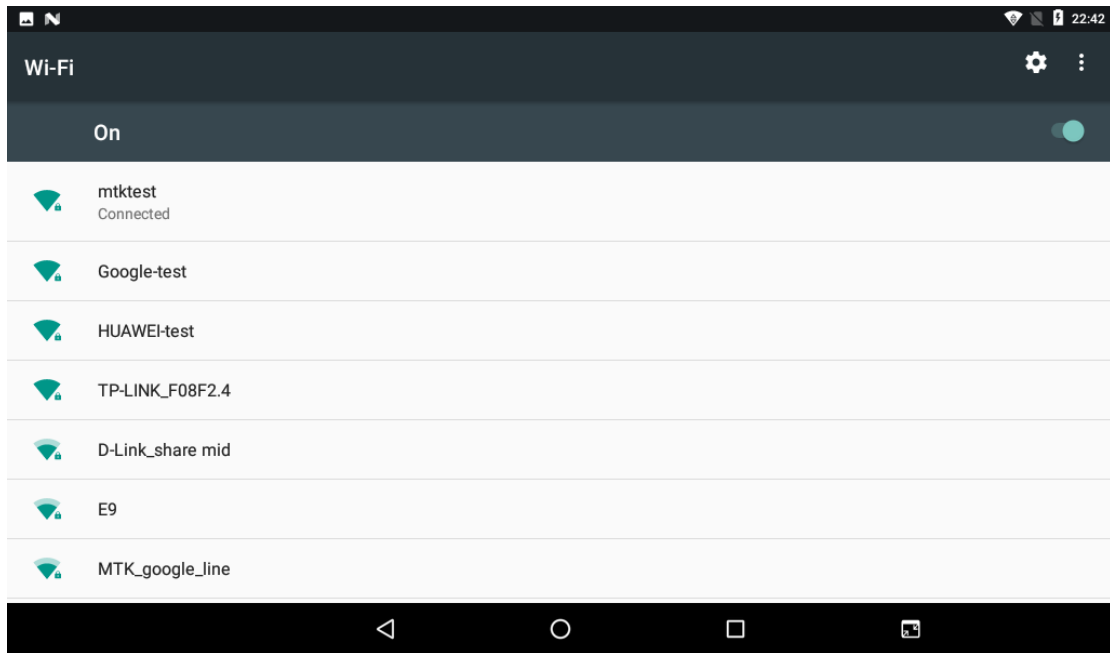 22:42
Wi-Fi
On
mtktest
Connected
Google-test
HUAWEI-test
TP-LINK_F08F2.4
D-Link_share mid
E9
MTK_google_line